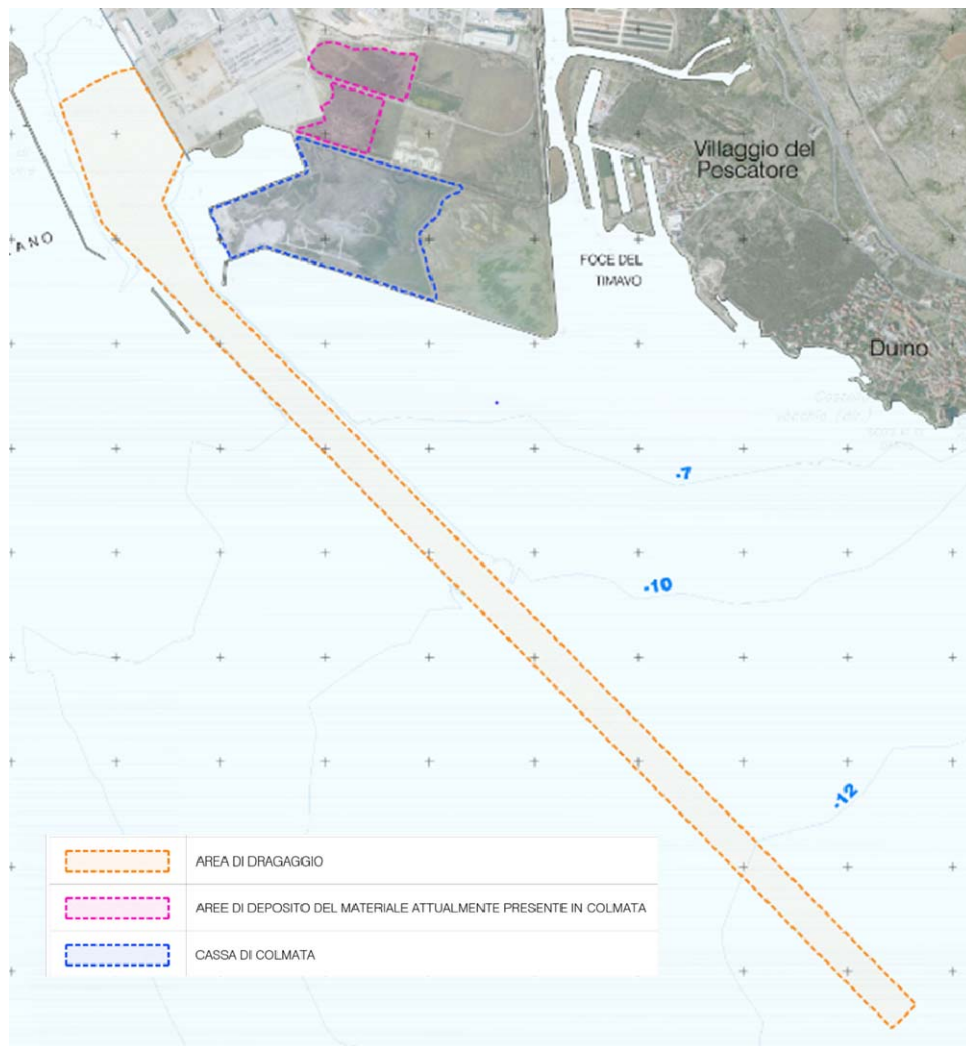 Villaggio del
Pescatore
ANO
FOCE DEL
TIMAVO
Duino
-7
-10
-12
AREA DI DRAGAGGIO
AREE DI DEPOSITO DEL MATERIALE ATTUALMENTE PRESENTE IN COLMATA
CASSA DI COLMATA